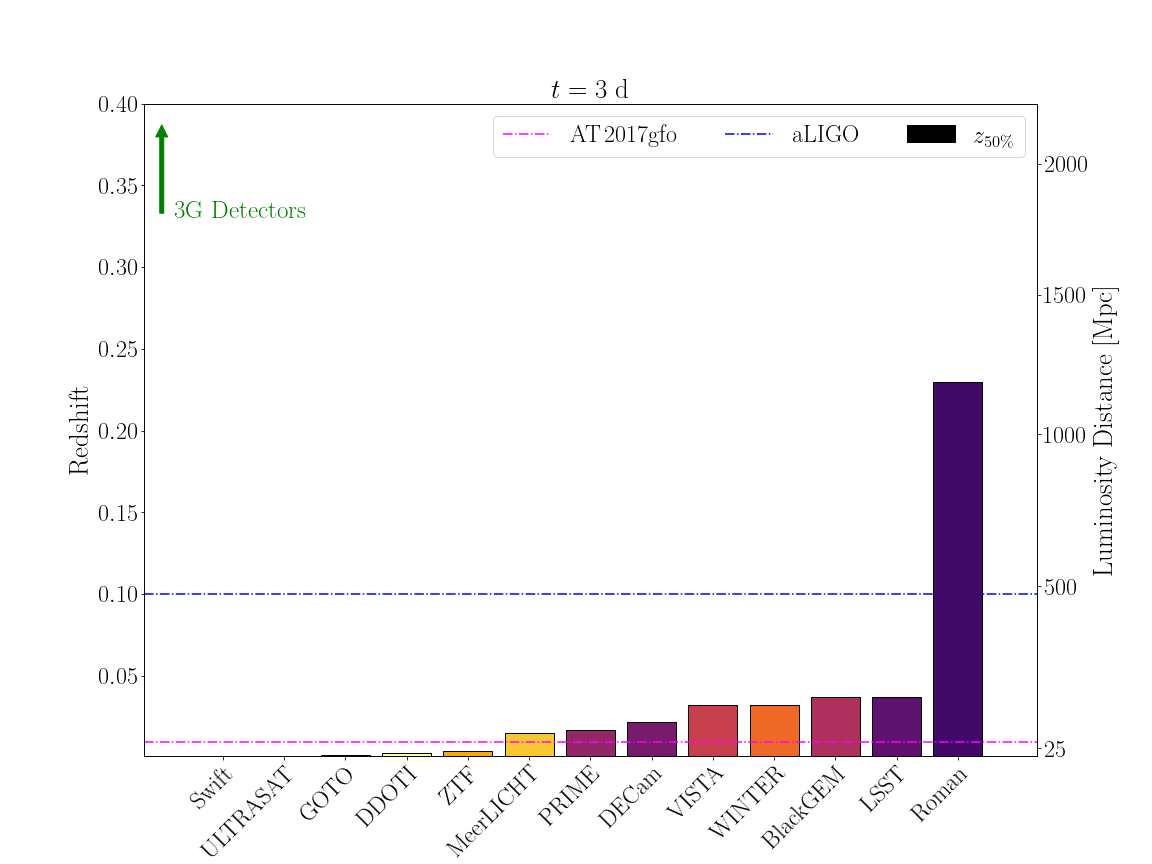 t = 3 d
AT 2017gfo
aLIGO
z50%
3G Detectors
Redshift
0.40
0.35
0.30
0.25
0.20
0.15
0.10
0.05
2000
1500
1000
500
25
Luminosity Distance [Mpc]
Swift
ULTRASAT
GOTO
DDOTI
ZTF
MeerLICHT
PRIME
DECam
VISTA
WINTER
BlackGEM
LSST
Roman